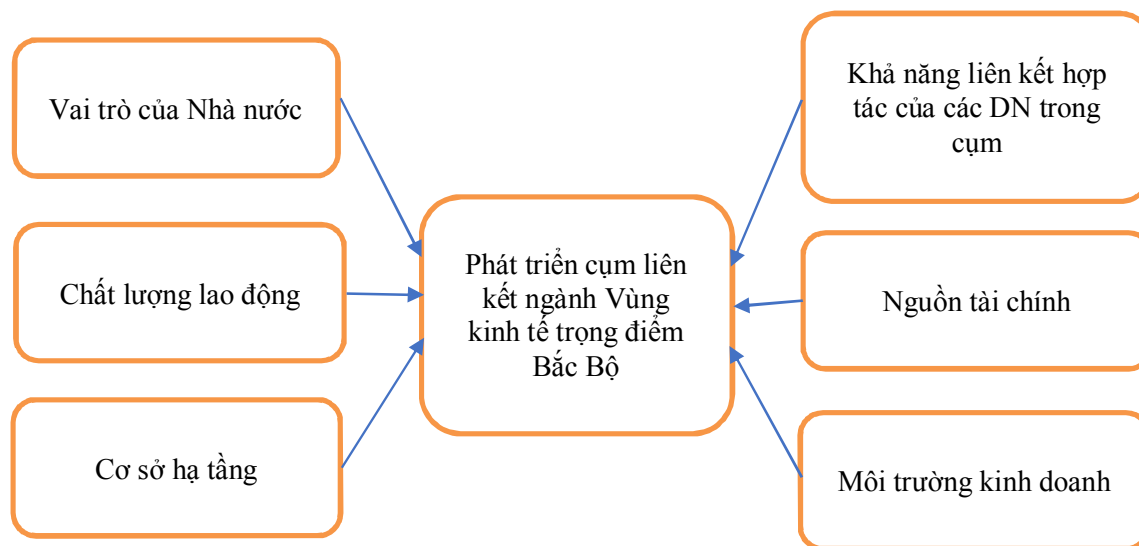 Vai trò của Nhà nước
Chất lượng lao động
Cơ sở hạ tầng
Phát triển cụm liên
kết ngành Vùng
kinh tế trọng điểm
Bắc Bộ
Khả năng liên kết hợp
tác của các DN trong
cụm
Nguồn tài chính
Môi trường kinh doanh